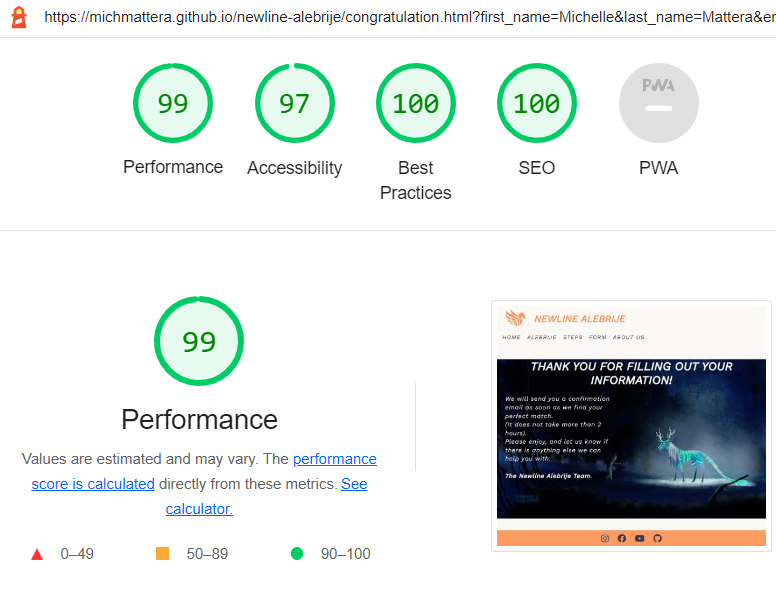 https://michmattera.github.io/newline-alebrije/congratulation.html?first_name=Michelle&last_name=Mattera&er
99
97
100
100
PWA
Performance
Accessibility
Best
Practices
SEO
PWA
99
Performance
Values are estimated and may vary. The performance
score is calculated directly from these metrics. See
calculator.
0–49
50–89
90–100
NEWLINE ALEBRIJE
HOME ALEBRIJE STEPS FORM ABOUT US
THANK YOU FOR FILLING OUT YOUR
INFORMATION!
We will send you a confirmation
email as soon as we find your
perfect match.
(It does not take more than 2
hours).
Please enjoy, and let us know if
there is anything else we can
help you with.
The Newline Alebrije Team.